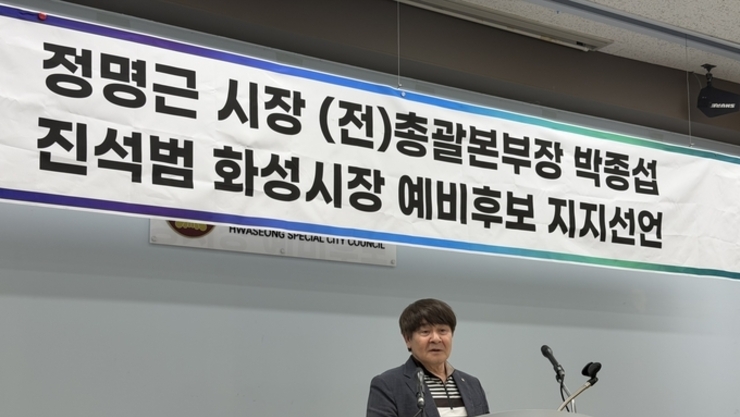 정명근 시장 (전)총괄본부장 박종섭
진석범 화성시장 예비후보 지지선언
HWASEONG SPECIAL CITY COUNCIL